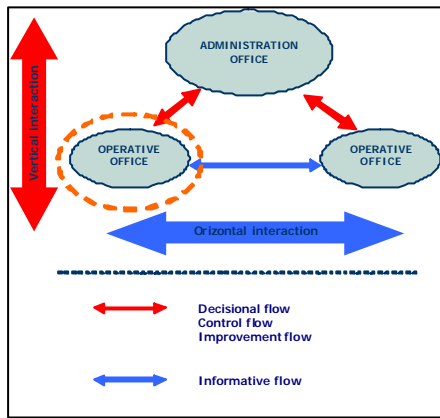 ADMINISTRATION
OFFICE
Vertical interaction
OPERATIVE
OFFICE
OPERATIVE
OFFICE
Orizontal interaction
Decisional flow
Control flow
Improvement flow
Informative flow